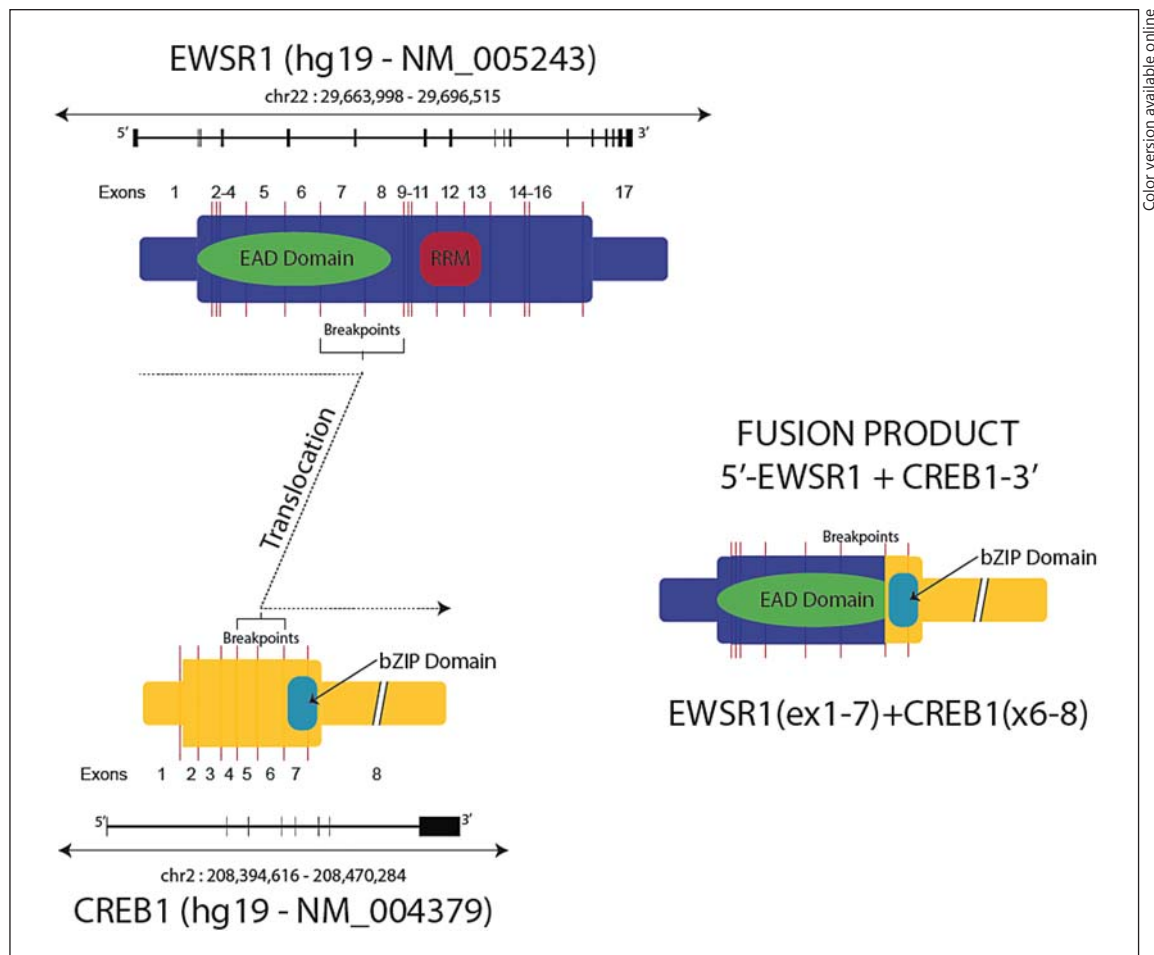 Color version available online
EWSR1 (hg19 - NM_005243)
chr22 : 29,663,998 - 29,696,515
5′ 3′
Exons 1 2-4 5 6 7 8 9-11 12 13 14-16 17
EAD Domain RRM
Breakpoints
Translocation
FUSION PRODUCT
5′-EWSR1 + CREB1-3′
Breakpoints
bZIP Domain
EAD Domain
EWSR1(ex1-7)+CREB1(x6-8)
Breakpoints
bZIP Domain
Exons 1 2 3 4 5 6 7 8
5′ 3′
chr2 : 208,394,616 - 208,470,284
CREB1 (hg19 - NM_004379)